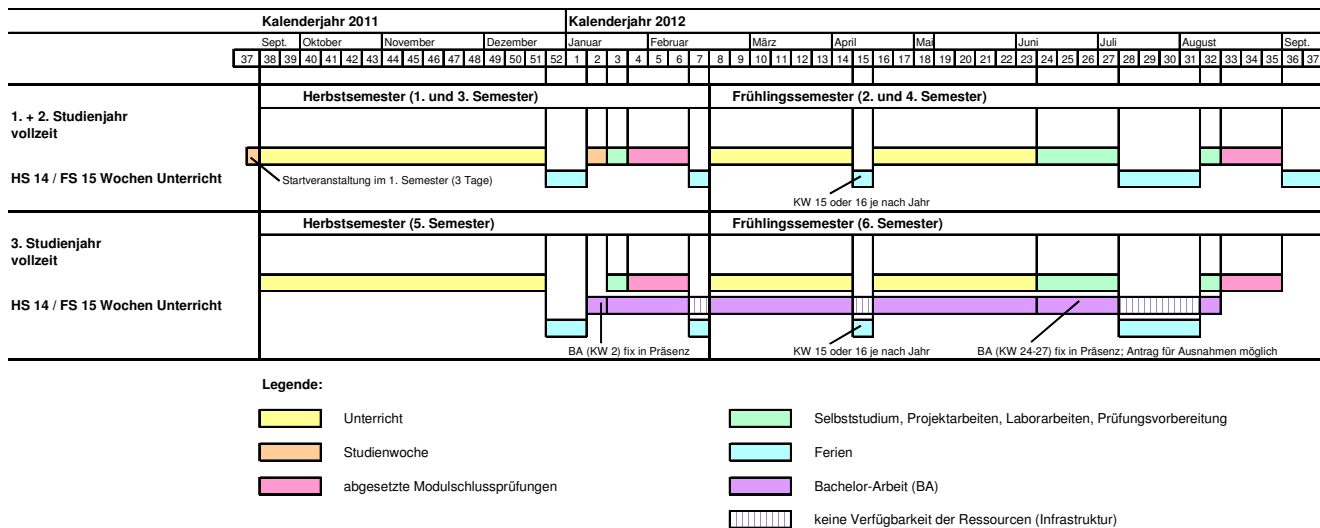 Kalenderjahr 2011 Kalenderjahr 2012
Sept. Oktober November Dezember Januar Februar März April Mai Juni Juli August Sept.
37 38 39 40 41 42 43 44 45 46 47 48 49 50 51 52 1 2 3 4 5 6 7 8 9 10 11 12 13 14 15 16 17 18 19 20 21 22 23 24 25 26 27 28 29 30 31 32 33 34 35 36 37
Herbstsemester (1. und 3. Semester) Frühlingssemester (2. und 4. Semester)
1. + 2. Studienjahr
vollzeit
HS 14 / FS 15 Wochen Unterricht
Startveranstaltung im 1. Semester (3 Tage)
KW 15 oder 16 je nach Jahr
Herbstsemester (5. Semester) Frühlingssemester (6. Semester)
3. Studienjahr
vollzeit
HS 14 / FS 15 Wochen Unterricht
BA (KW 2) fix in Präsenz KW 15 oder 16 je nach Jahr BA (KW 24-27) fix in Präsenz; Antrag für Ausnahmen möglich
Legende:
Unterricht Selbststudium, Projektarbeiten, Laborarbeiten, Prüfungsvorbereitung
Studienwoche Ferien
abgesetzte Modulschlussprüfungen Bachelor-Arbeit (BA)
keine Verfügbarkeit der Ressourcen (Infrastruktur)